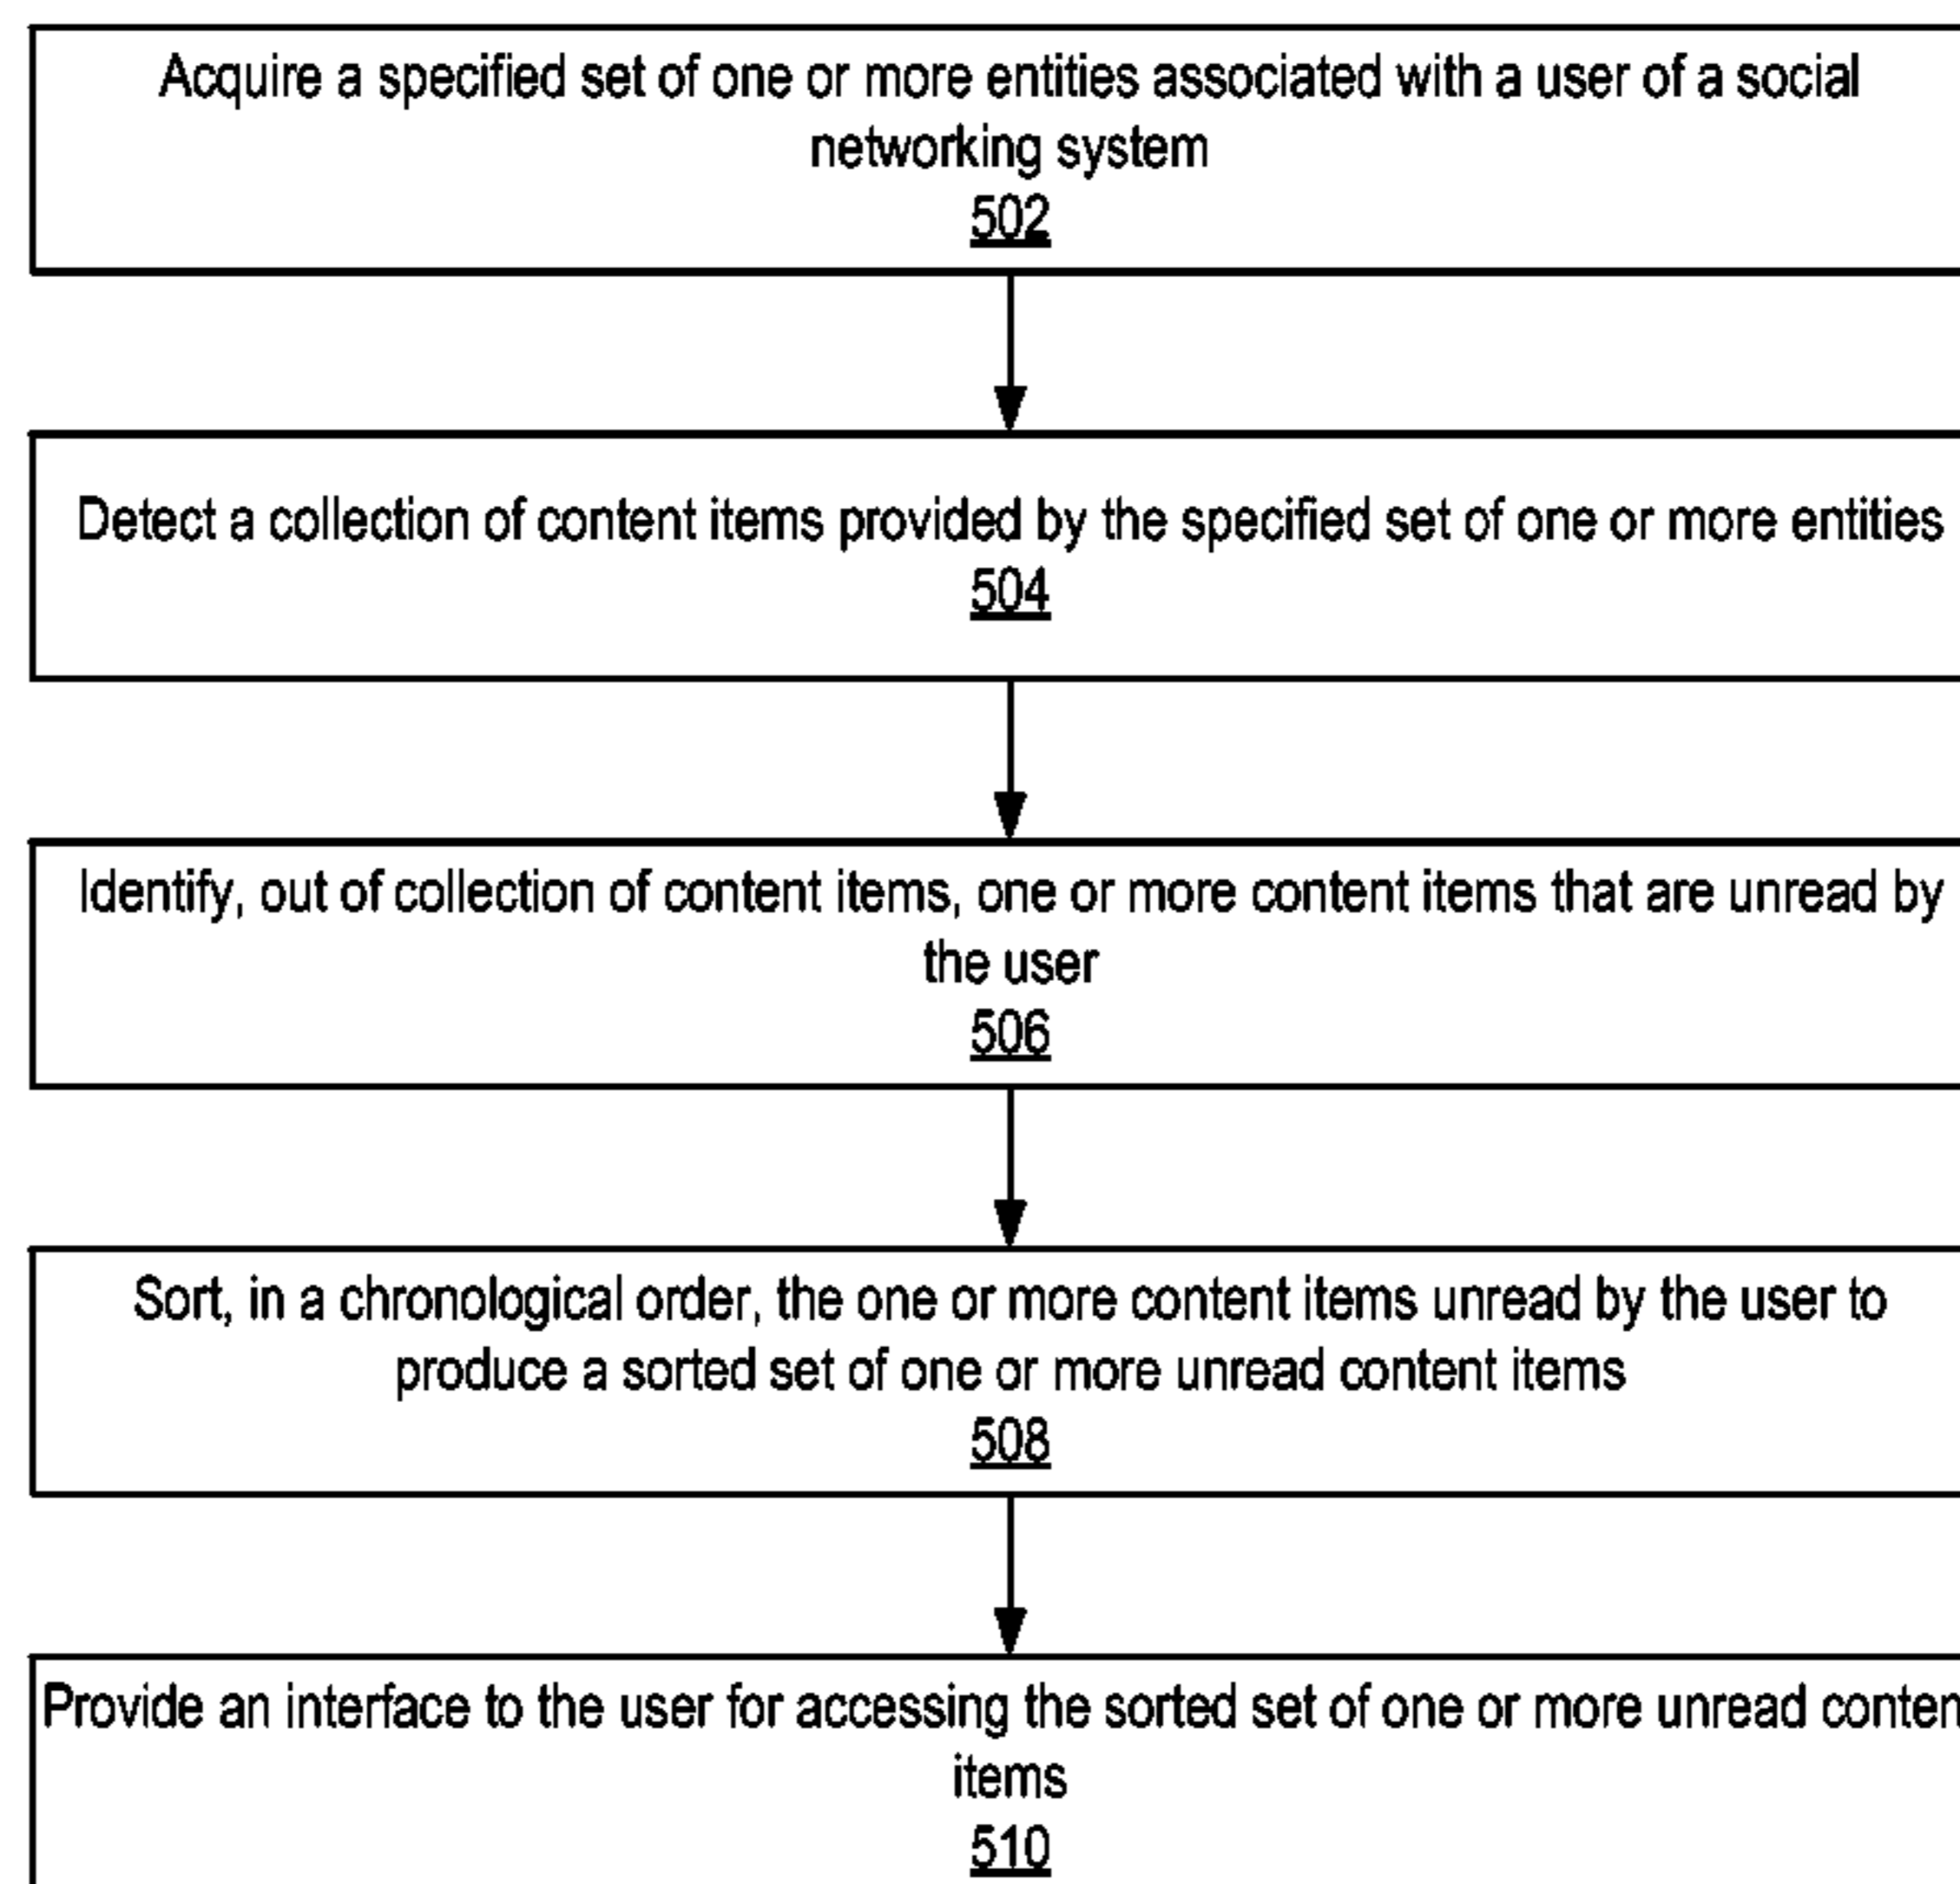 Acquire a specified set of one or more entities associated with a user of a social
networking system
502
Detect a collection of content items provided by the specified set of one or more entities
504
Identify, out of collection of content items, one or more content items that are unread by
the user
506
Sort, in a chronological order, the one or more content items unread by the user to
produce a sorted set of one or more unread content items
508
Provide an interface to the user for accessing the sorted set of one or more unread conten
items
510